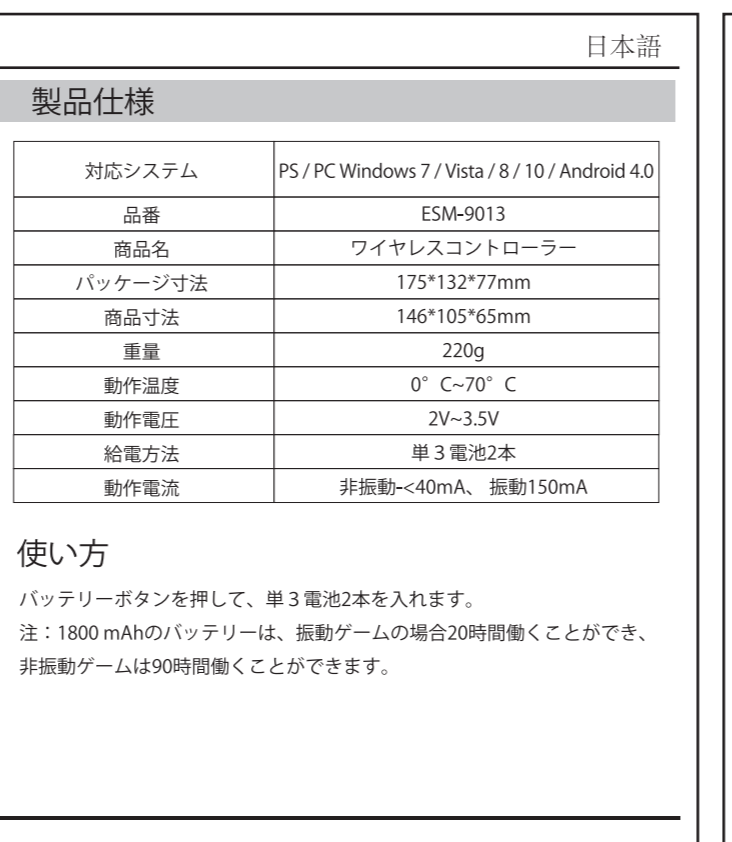 日本語
製品仕様
対応システム PS / PC Windows 7 / Vista / 8 / 10 / Android 4.0
品番 ESM-9013
商品名 ワイヤレスコントローラー
パッケージ寸法 175*132*77mm
商品寸法 146*105*65mm
重量 220g
動作温度 0°C~70°C
動作電圧 2V~3.5V
給電方法 単３電池2本
動作電流 非振動-<40mA、 振動150mA
使い方
バッテリーボタンを押して、単３電池2本を入れます。
注：1800 mAhのバッテリーは、振動ゲームの場合20時間働くことができ、
非振動ゲームは90時間働くことができます。